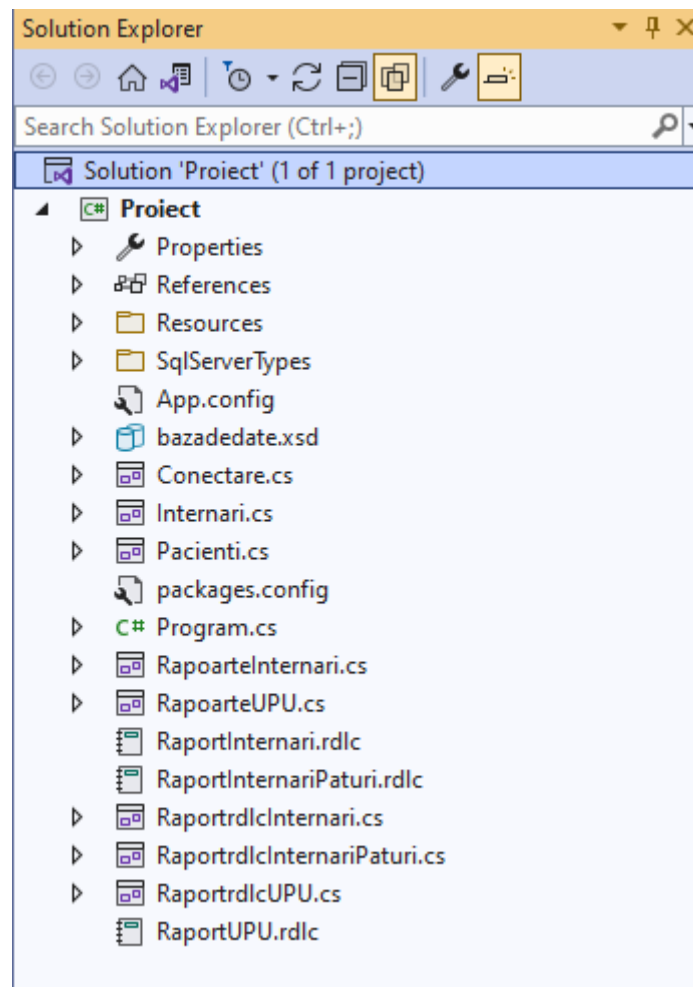 Solution Explorer
Search Solution Explorer (Ctrl+;)
Solution 'Proiect' (1 of 1 project)
C# Proiect
Properties
References
Resources
SqlServerTypes
App.config
bazadedate.xsd
Conectare.cs
Internari.cs
Pacienti.cs
packages.config
C# Program.cs
RapoarteInternari.cs
RapoarteUPU.cs
RaportInternari.rdlc
RaportInternariPaturi.rdlc
RaportrdlcInternari.cs
RaportrdlcInternariPaturi.cs
RaportrdlcUPU.cs
RaportUPU.rdlc